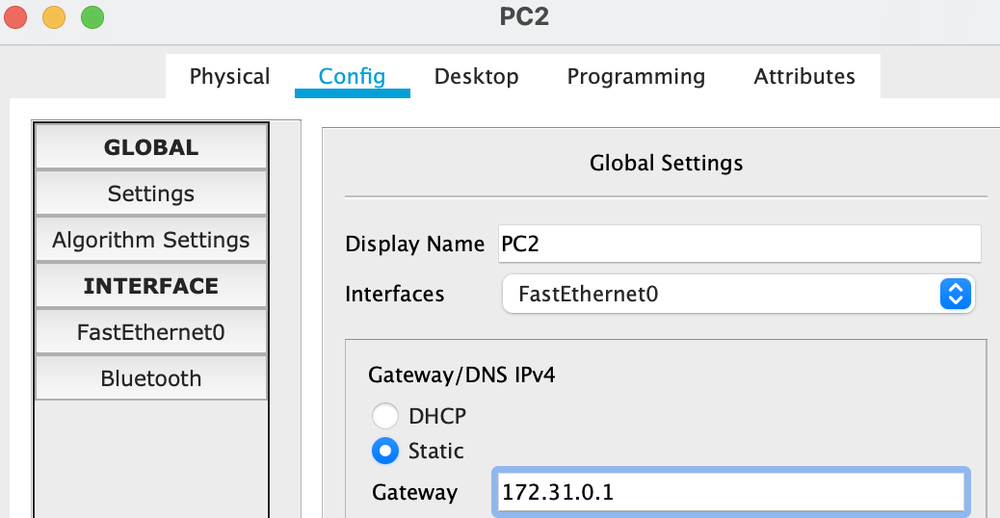 PC2
Physical Config Desktop Programming Attributes
GLOBAL
Settings
Algorithm Settings
INTERFACE
FastEthernet0
Bluetooth
Global Settings
Display Name PC2
Interfaces FastEthernet0
Gateway/DNS IPv4
DHCP
Static
Gateway 172.31.0.1